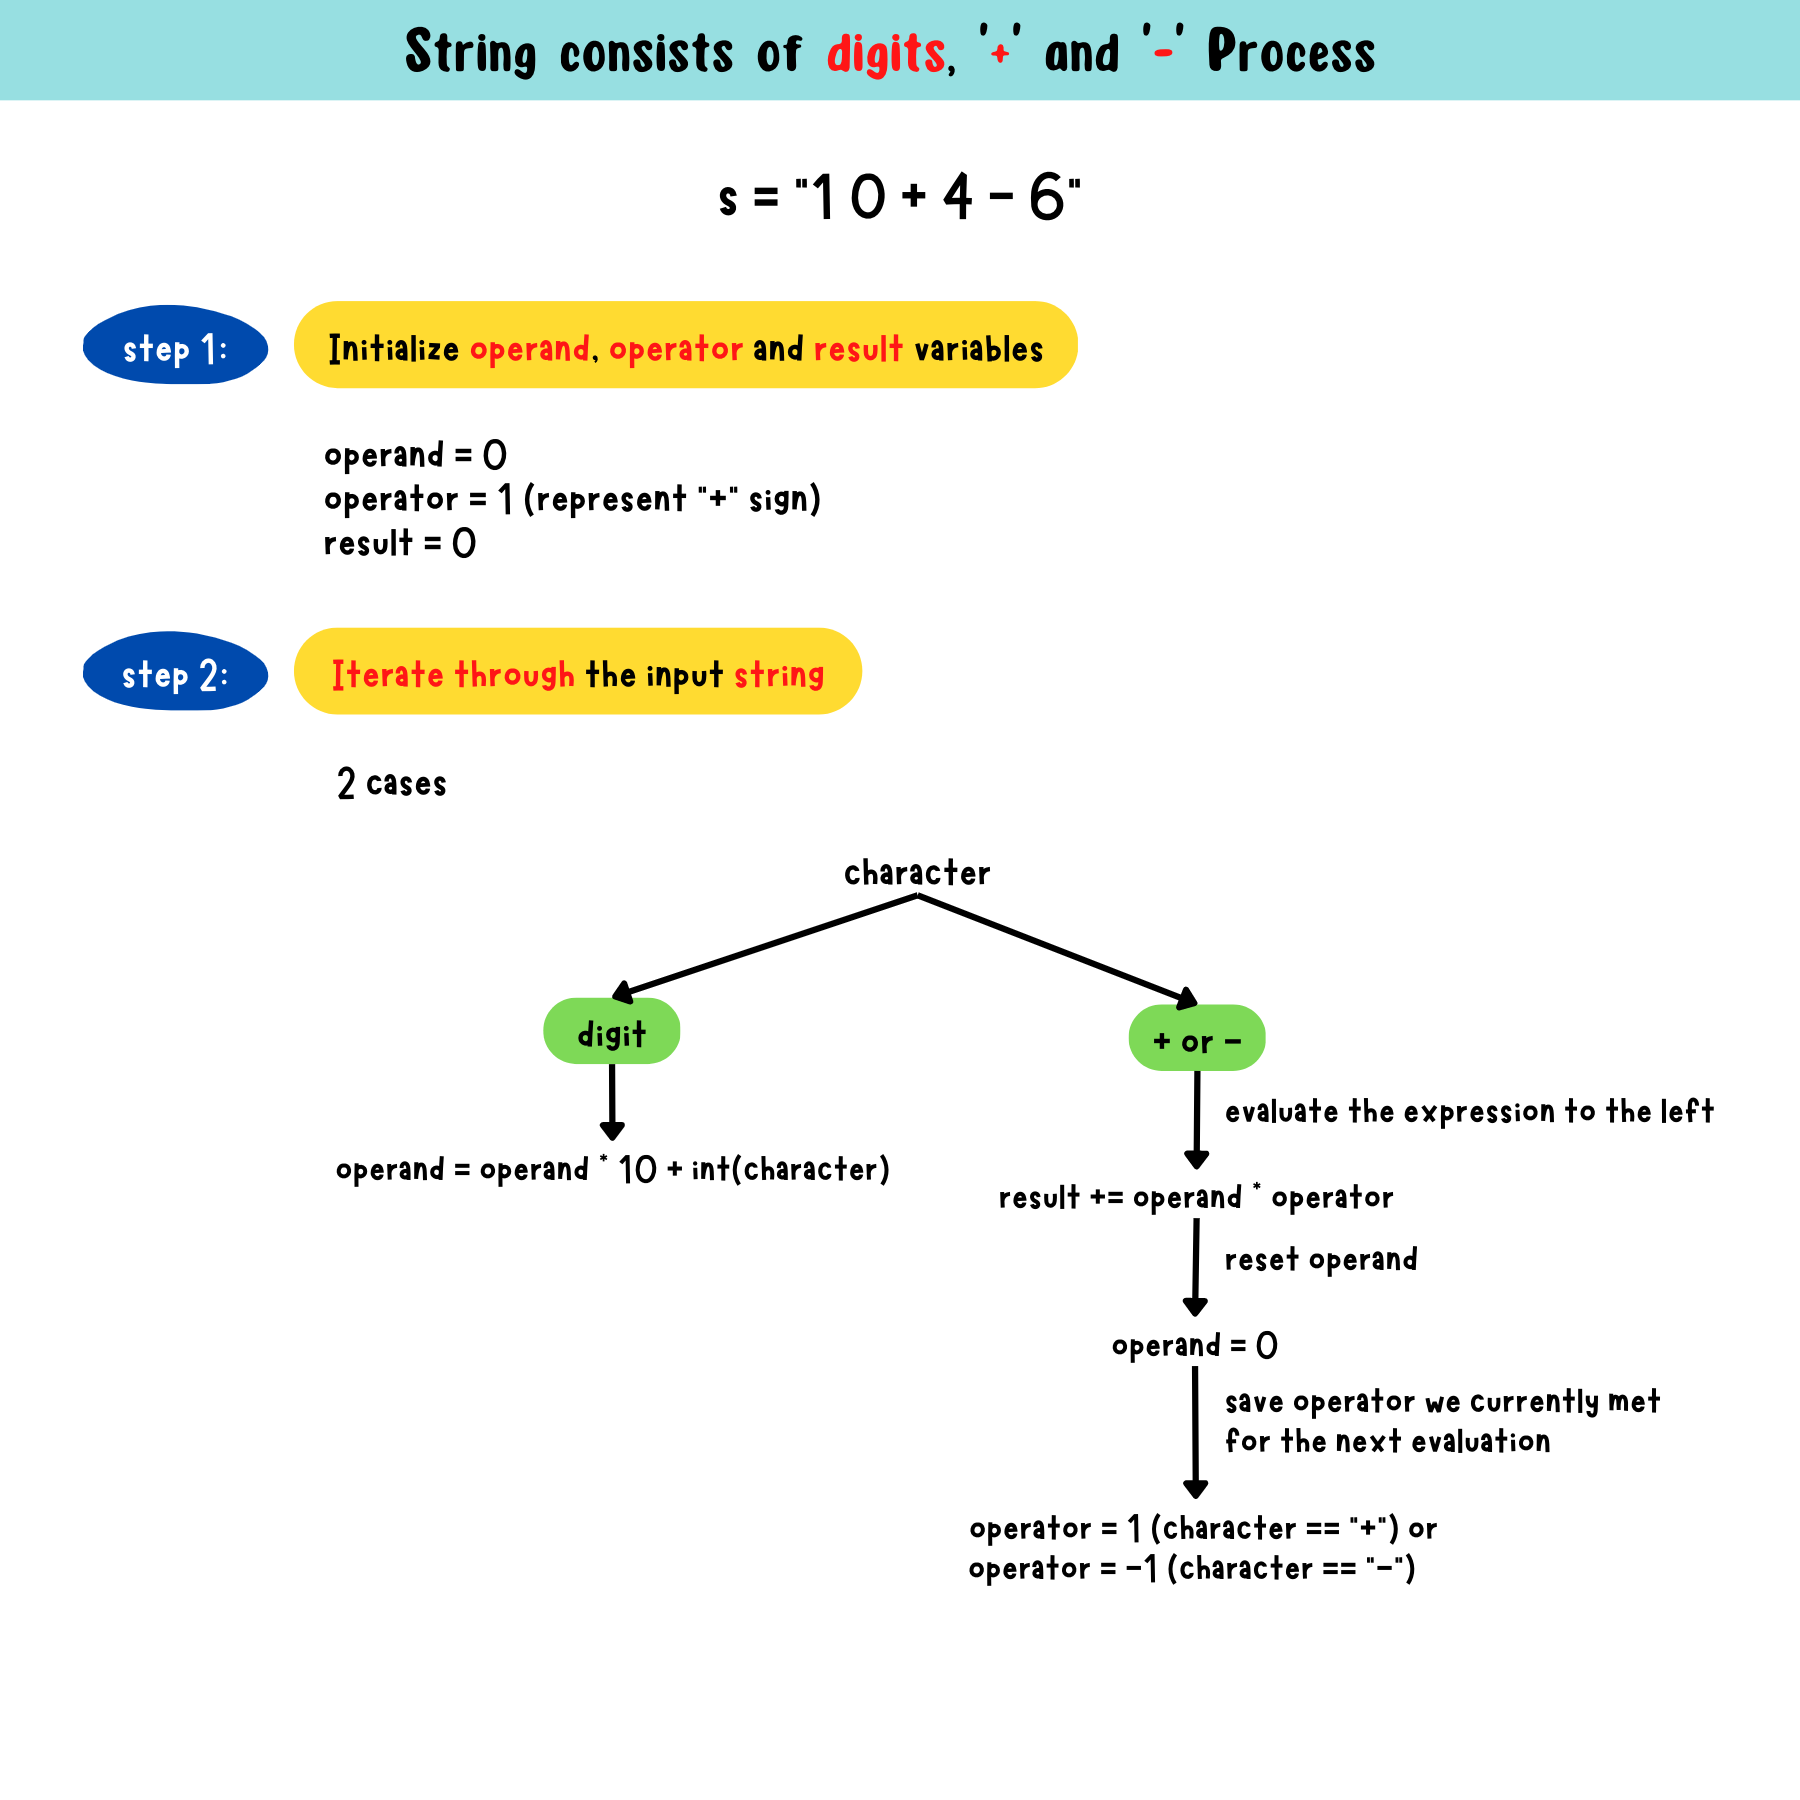 String consists of digits, '+' and '-' Process
s = "1 0 + 4 - 6"
step 1:
Initialize operand, operator and result variables
operand = 0
operator = 1 (represent "+" sign)
result = 0
step 2:
Iterate through the input string
2 cases
character
digit
+ or -
evaluate the expression to the left
operand = operand * 10 + int(character)
result += operand * operator
reset operand
operand = 0
save operator we currently met
for the next evaluation
operator = 1 (character == "+") or
operator = -1 (character == "-")